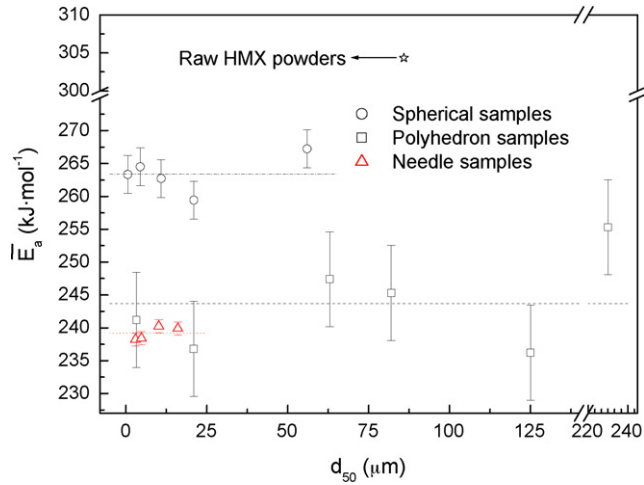 310
305
300
Raw HMX powders
Spherical samples
Polyhedron samples
Needle samples
270
265
260
255
250
245
240
235
230
E̅a (kJ·mol⁻¹)
0 25 50 75 100 125 220 240
d50 (μm)